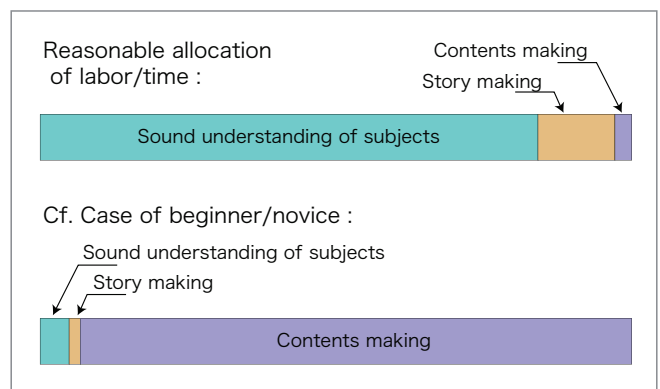 Reasonable allocation
of labor/time :
Contents making
Story making
Sound understanding of subjects
Cf. Case of beginner/novice :
Sound understanding of subjects
Story making
Contents making